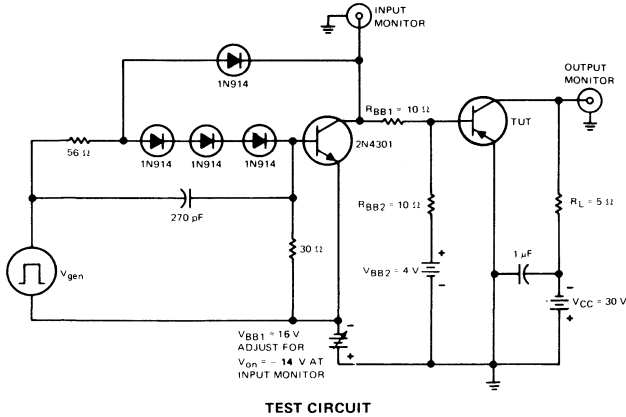 INPUT
MONITOR
OUTPUT
MONITOR
1N914
RBB1 = 10 Ω
TUT
56 Ω
1N914
1N914
1N914
2N4301
270 pF
RBB2 = 10 Ω
RL = 5 Ω
30 Ω
1 µF
Vgen
+
VBB2 = 4 V
−
−
VCC = 30 V
+
VBB1 = 16 V
ADJUST FOR
Von = − 14 V AT
INPUT MONITOR
−
+
TEST CIRCUIT